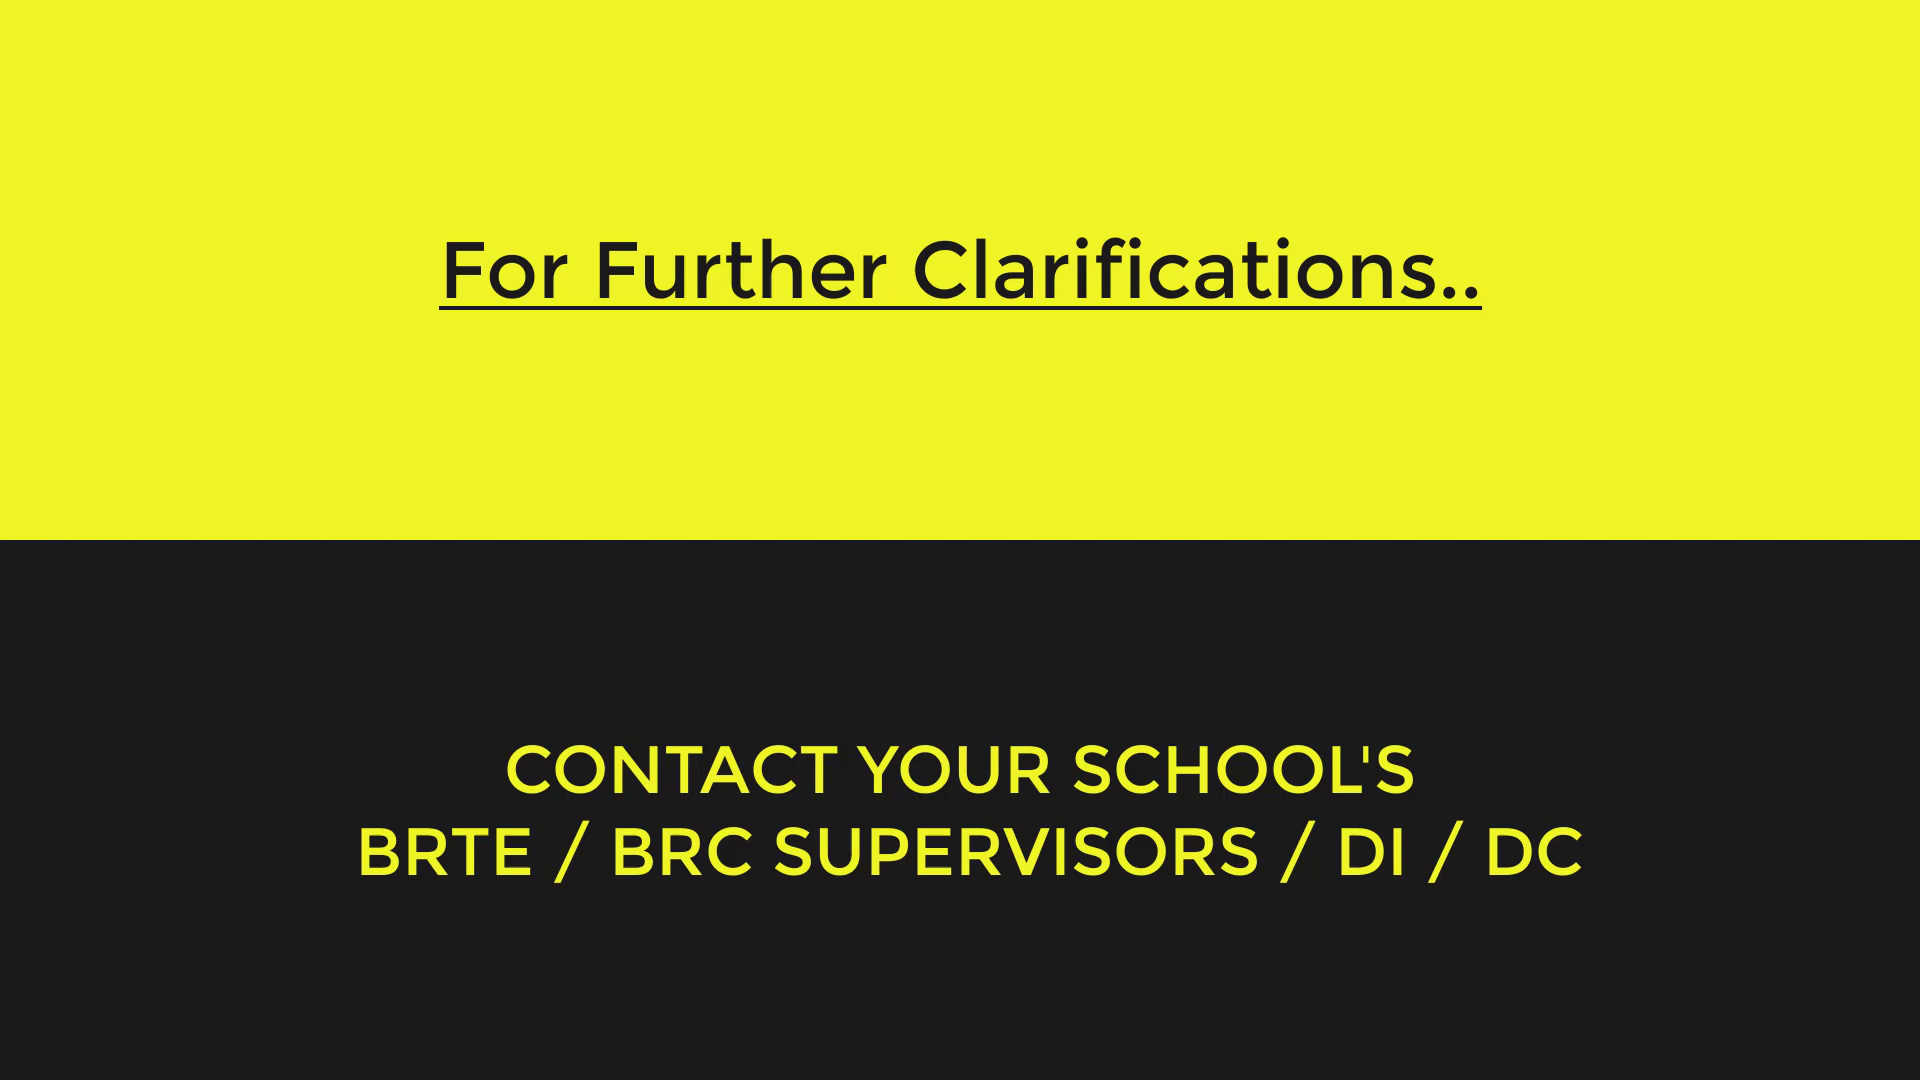 For Further Clarifications..
CONTACT YOUR SCHOOL'S
BRTE / BRC SUPERVISORS / DI / DC